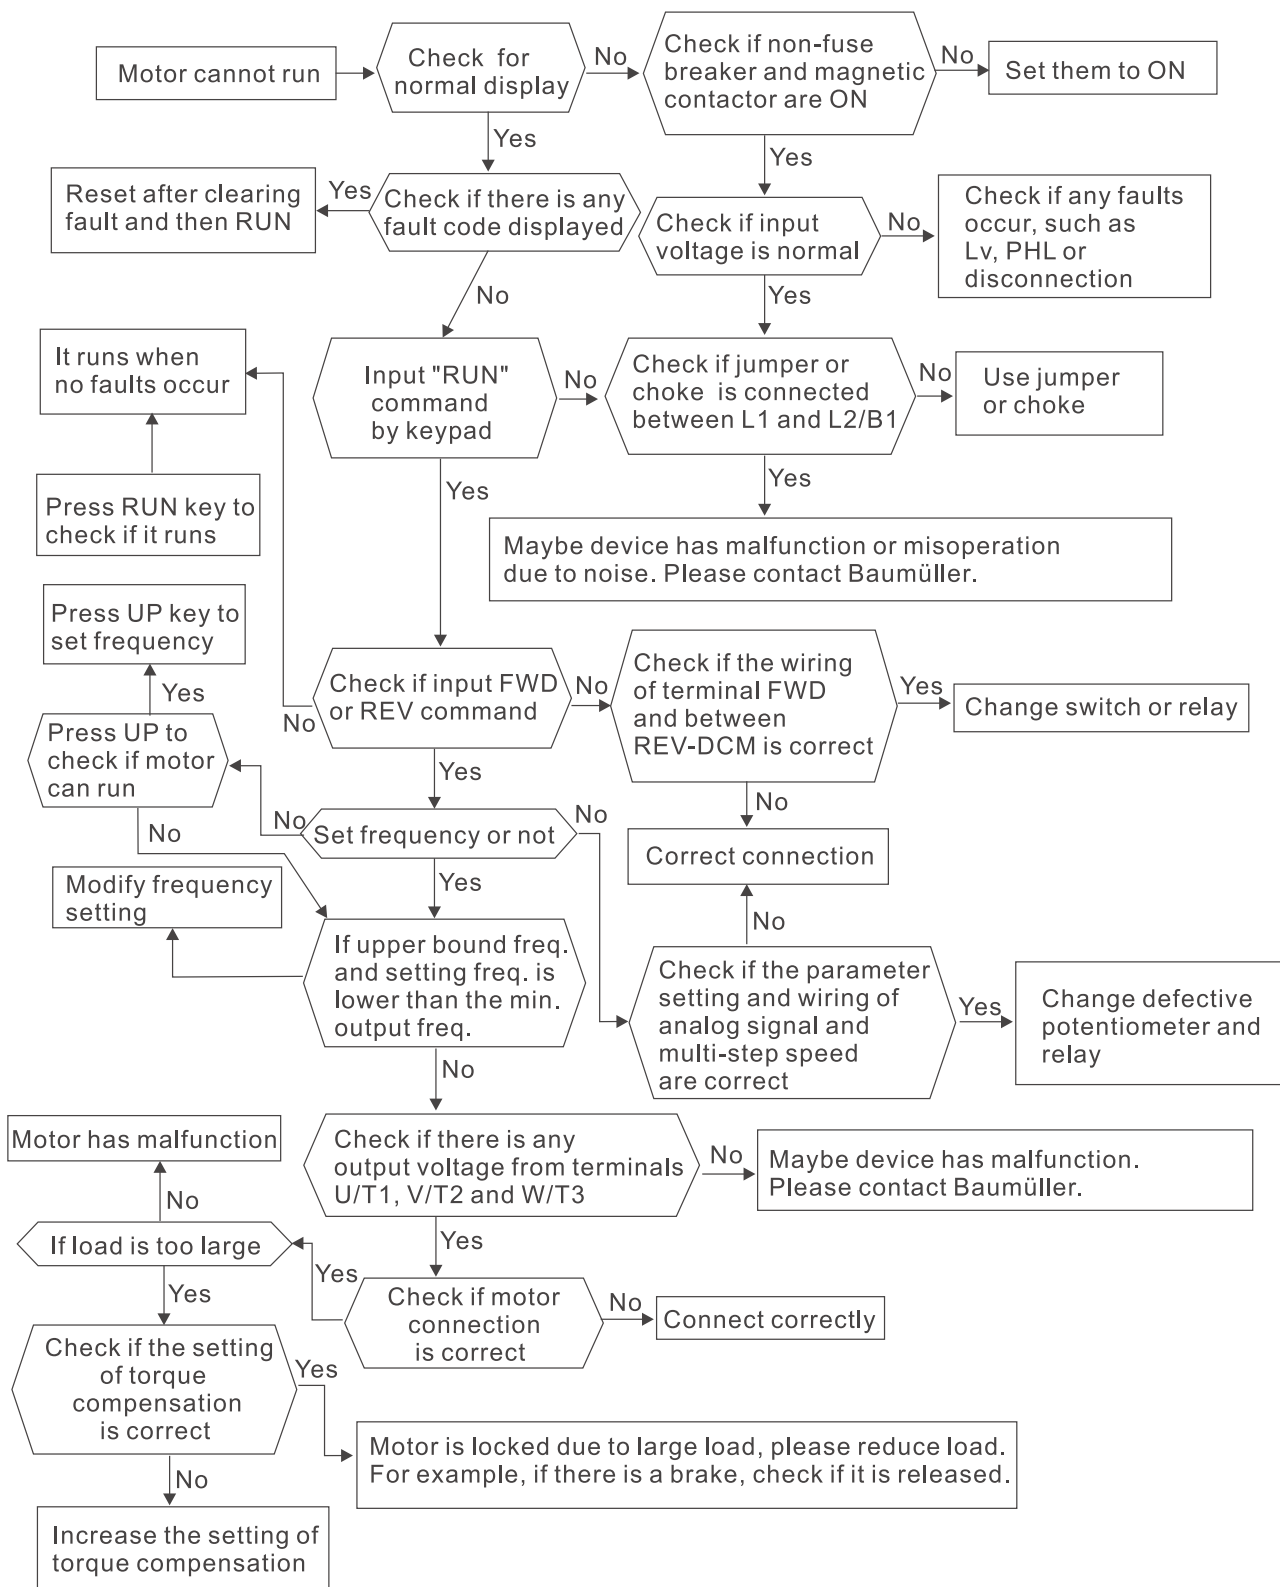 Motor cannot run
Check for
normal display
No
Check if non-fuse
breaker and magnetic
contactor are ON
No
Set them to ON
Yes
Yes
Reset after clearing
fault and then RUN
Yes
Check if there is any
fault code displayed
Check if input
voltage is normal
No
Check if any faults
occur, such as
Lv, PHL or
disconnection
No
Yes
It runs when
no faults occur
Input "RUN"
command
by keypad
No
Check if jumper or
choke is connected
between L1 and L2/B1
No
Use jumper
or choke
Press RUN key to
check if it runs
Yes
Yes
Maybe device has malfunction or misoperation
due to noise. Please contact Baumüller.
Press UP key to
set frequency
Yes
No
Check if input FWD
or REV command
No
Check if the wiring
of terminal FWD
and between
REV-DCM is correct
Yes
Change switch or relay
Press UP to
check if motor
can run
Yes
No
No
No
Set frequency or not
No
Correct connection
Modify frequency
setting
Yes
No
If upper bound freq.
and setting freq. is
lower than the min.
output freq.
Check if the parameter
setting and wiring of
analog signal and
multi-step speed
are correct
Yes
Change defective
potentiometer and
relay
No
Motor has malfunction
Check if there is any
output voltage from terminals
U/T1, V/T2 and W/T3
No
Maybe device has malfunction.
Please contact Baumüller.
No
Yes
If load is too large
Yes
Yes
Check if motor
connection
is correct
No
Connect correctly
Check if the setting
of torque
compensation
is correct
Yes
Motor is locked due to large load, please reduce load.
For example, if there is a brake, check if it is released.
No
Increase the setting of
torque compensation